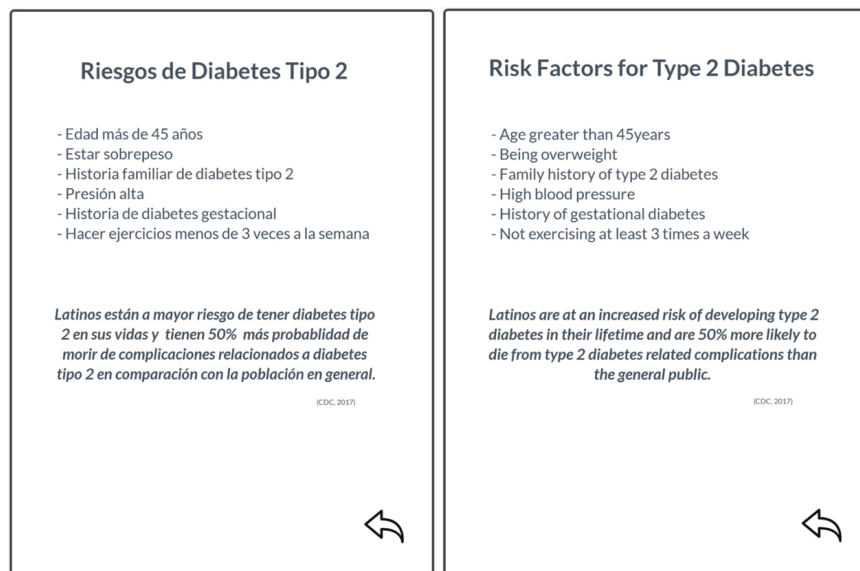 Riesgos de Diabetes Tipo 2
- Edad más de 45 años
- Estar sobrepeso
- Historia familiar de diabetes tipo 2
- Presión alta
- Historia de diabetes gestacional
- Hacer ejercicios menos de 3 veces a la semana
Latinos están a mayor riesgo de tener diabetes tipo
2 en sus vidas y  tienen 50%  más probablidad de
morir de complicaciones relacionados a diabetes
tipo 2 en comparación con la población en general.
(CDC, 2017)
Risk Factors for Type 2 Diabetes
- Age greater than 45years
- Being overweight
- Family history of type 2 diabetes
- High blood pressure
- History of gestational diabetes
- Not exercising at least 3 times a week
Latinos are at an increased risk of developing type 2
diabetes in their lifetime and are 50% more likely to
die from type 2 diabetes related complications than
the general public.
(CDC, 2017)